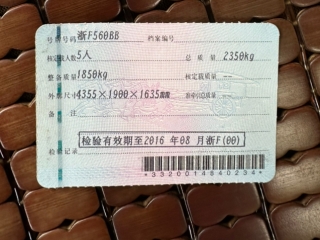 号牌号码 浙F560BB 档案编号
核定载人数 5人 总质量 2350kg
整备质量 1850kg 核定载质量 --
外廓尺寸 4355×1900×1635mm 准牵引总质量 --
备注
检验有效期至2016 年08 月浙F(00)
检验记录
*3320014640234*